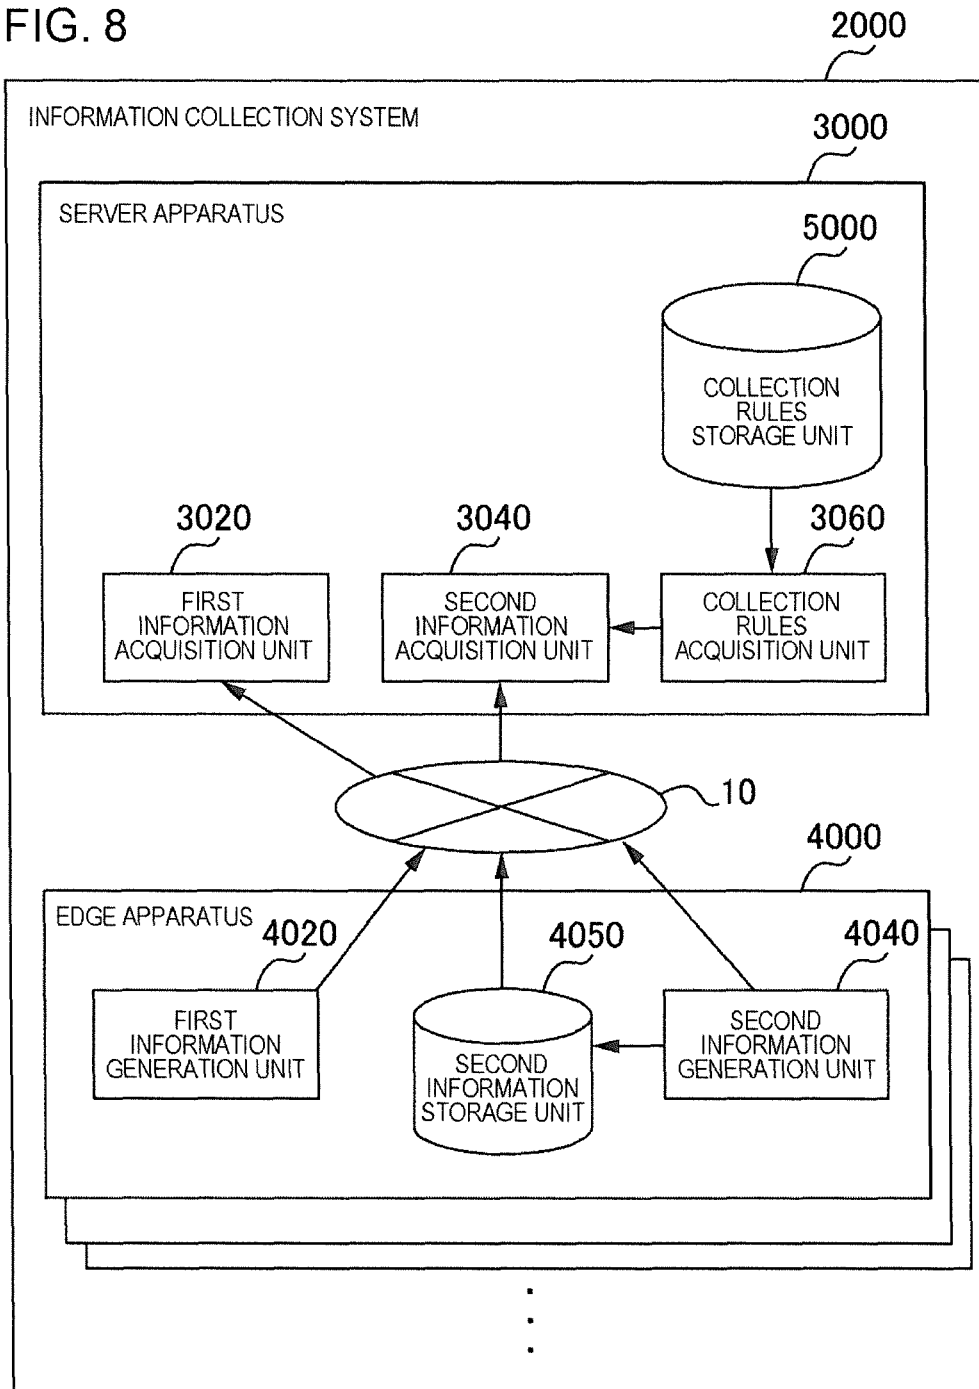 FIG. 8
2000
INFORMATION COLLECTION SYSTEM
3000
SERVER APPARATUS
5000
COLLECTION
RULES
STORAGE UNIT
3020
3040
3060
FIRST
INFORMATION
ACQUISITION UNIT
SECOND
INFORMATION
ACQUISITION UNIT
COLLECTION
RULES
ACQUISITION UNIT
10
4000
EDGE APPARATUS
4020
4050
4040
FIRST
INFORMATION
GENERATION UNIT
SECOND
INFORMATION
STORAGE UNIT
SECOND
INFORMATION
GENERATION UNIT